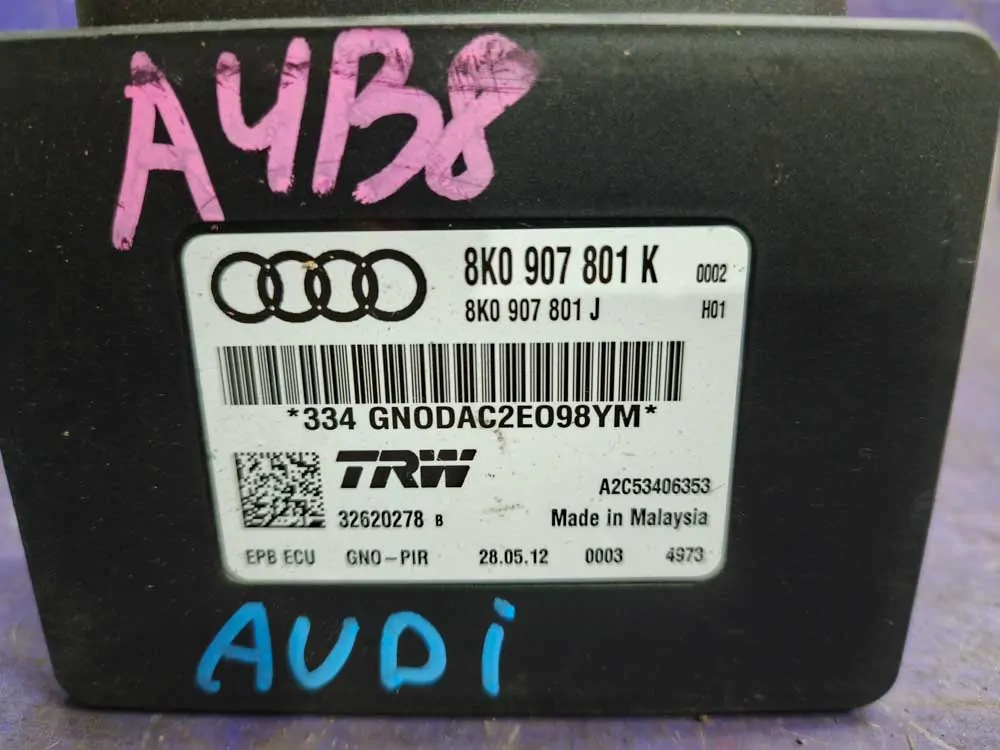 A4B8
8K0 907 801 K 0002
8K0 907 801 J H01
*334 GNODACC2E098YM*
TRW
A2C53406353
32620278 B Made in Malaysia
EPB ECU GNO-PIR 28.05.12 0003 4973
AUDi